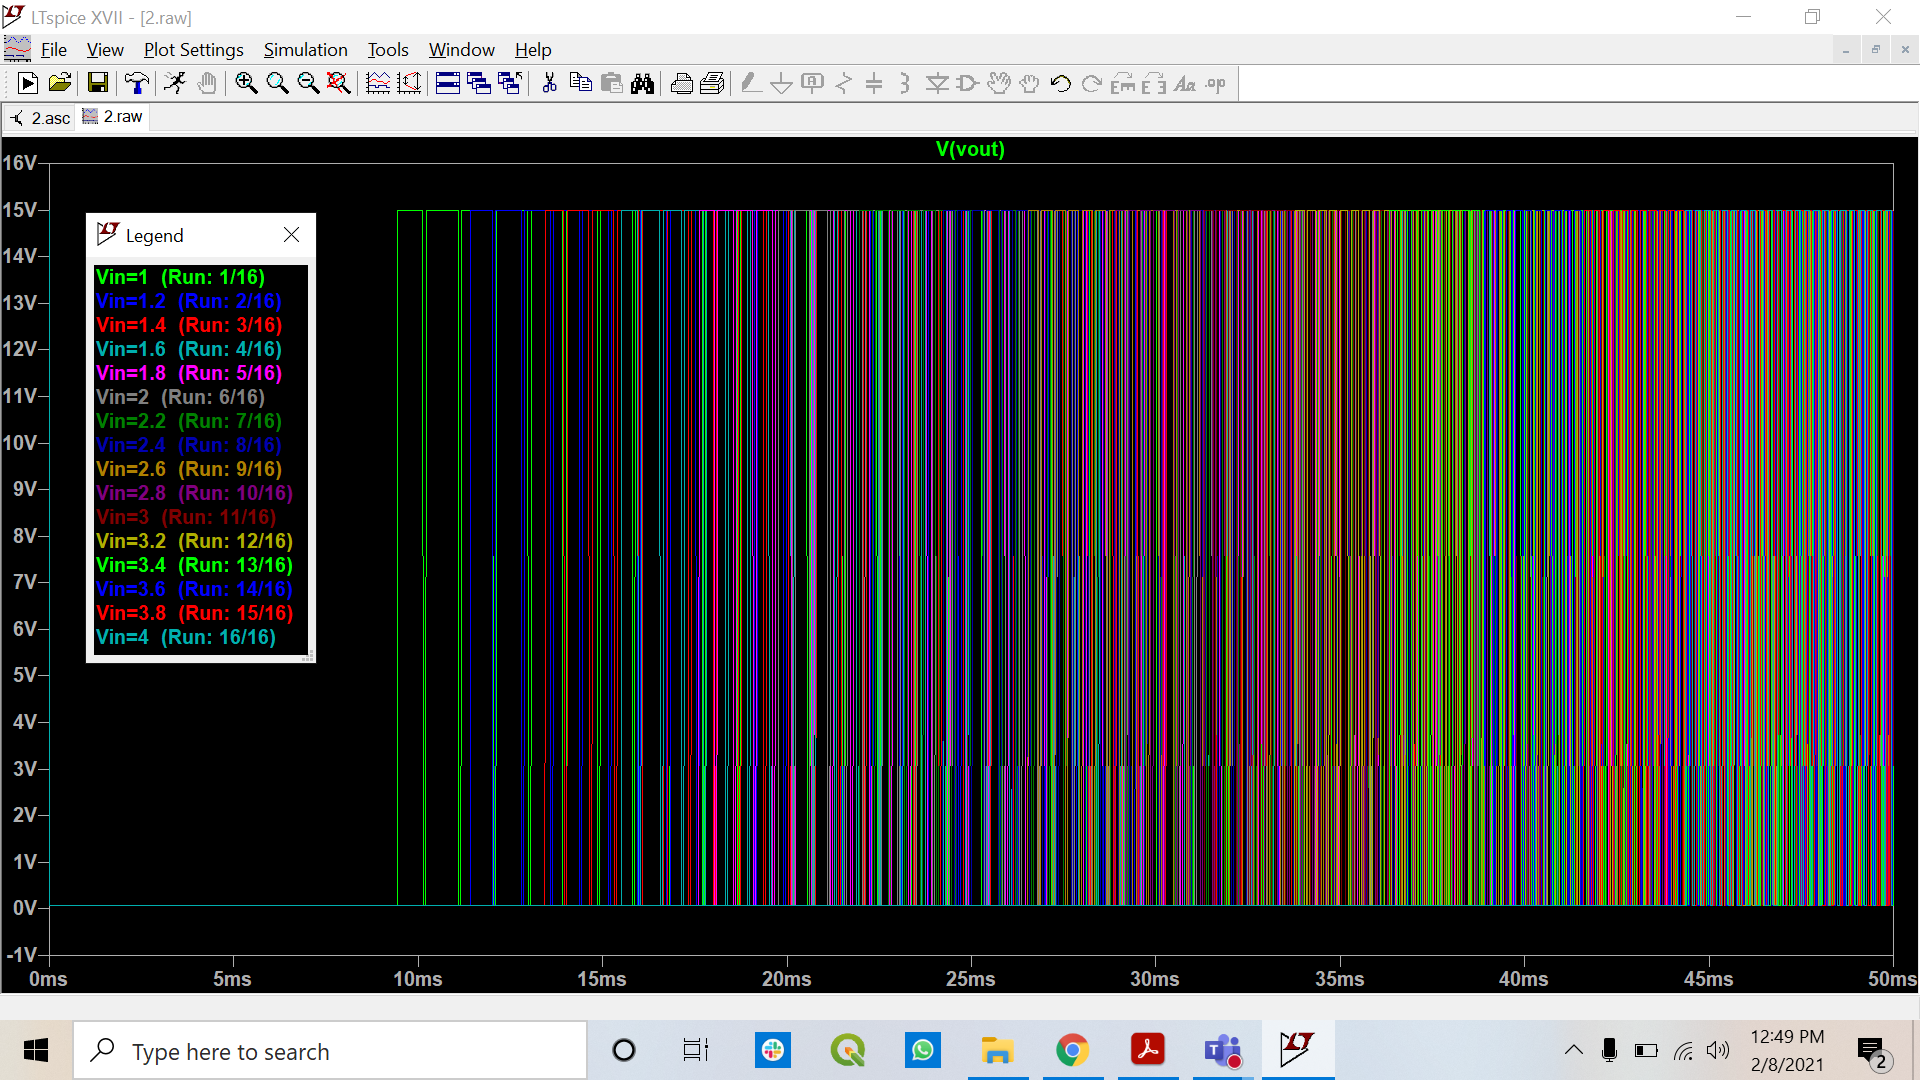 LTspice XVII - [2.raw]
File View Plot Settings Simulation Tools Window Help
2.asc 2.raw
V(vout)
16V
15V
14V
13V
12V
11V
10V
9V
8V
7V
6V
5V
4V
3V
2V
1V
0V
-1V
Legend
Vin=1 (Run: 1/16)
Vin=1.2 (Run: 2/16)
Vin=1.4 (Run: 3/16)
Vin=1.6 (Run: 4/16)
Vin=1.8 (Run: 5/16)
Vin=2 (Run: 6/16)
Vin=2.2 (Run: 7/16)
Vin=2.4 (Run: 8/16)
Vin=2.6 (Run: 9/16)
Vin=2.8 (Run: 10/16)
Vin=3 (Run: 11/16)
Vin=3.2 (Run: 12/16)
Vin=3.4 (Run: 13/16)
Vin=3.6 (Run: 14/16)
Vin=3.8 (Run: 15/16)
Vin=4 (Run: 16/16)
0ms 5ms 10ms 15ms 20ms 25ms 30ms 35ms 40ms 45ms 50ms
Type here to search
12:49 PM
2/8/2021
2